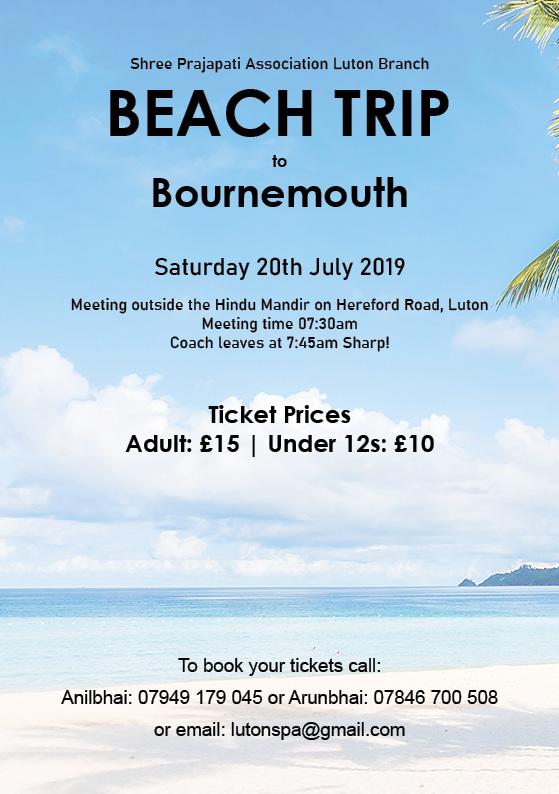 Shree Prajapati Association Luton Branch
BEACH TRIP
to
Bournemouth
Saturday 20th July 2019
Meeting outside the Hindu Mandir on Hereford Road, Luton
Meeting time 07:30am
Coach leaves at 7:45am Sharp!
Ticket Prices
Adult: £15 | Under 12s: £10
To book your tickets call:
Anilbhai: 07949 179 045 or Arunbhai: 07846 700 508
or email: lutonspa@gmail.com